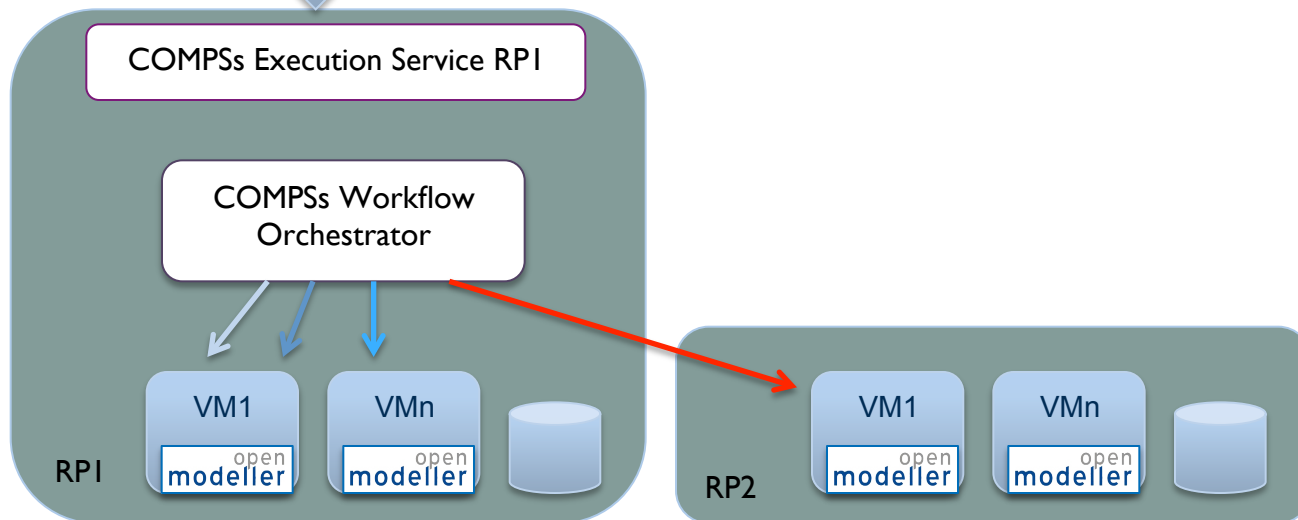 COMPSs Execution Service RP1
COMPSs Workflow
Orchestrator
VM1
VMn
open
modeller
open
modeller
RP1
VM1
VMn
open
modeller
open
modeller
RP2